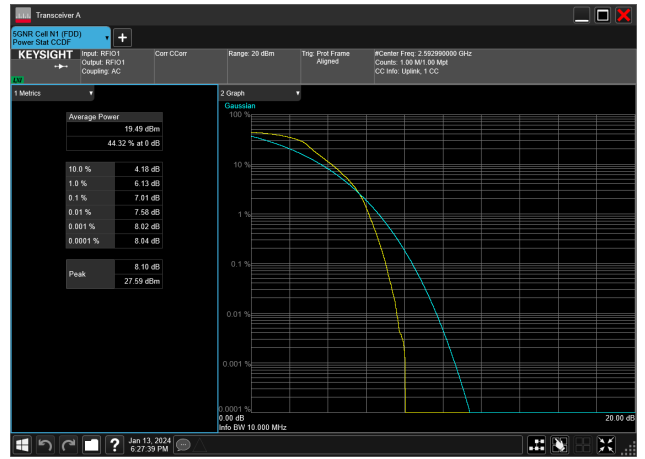 Transceiver A
5GNR Cell N1 (FDD)
Power Stat CCDF
KEYSIGHT
Input: RFIO1
Output: RFIO1
Coupling: AC
Corr CCorr
Range: 20 dBm
Trig: Prot Frame
Aligned
#Center Freq: 2.592990000 GHz
Counts: 1.00 M/1.00 Mpt
CC Info: Uplink, 1 CC
1 Metrics
Average Power
19.49 dBm
44.32 % at 0 dB
10.0 % 4.18 dB
1.0 % 6.13 dB
0.1 % 7.01 dB
0.01 % 7.58 dB
0.001 % 8.02 dB
0.0001 % 8.04 dB
Peak
8.10 dB
27.59 dBm
2 Graph
Gaussian
100 %
10 %
1 %
0.1 %
0.01 %
0.001 %
0.0001 %
0.00 dB 20.00 dB
Info BW 10.000 MHz
? Jan 13, 2024
6:27:39 PM